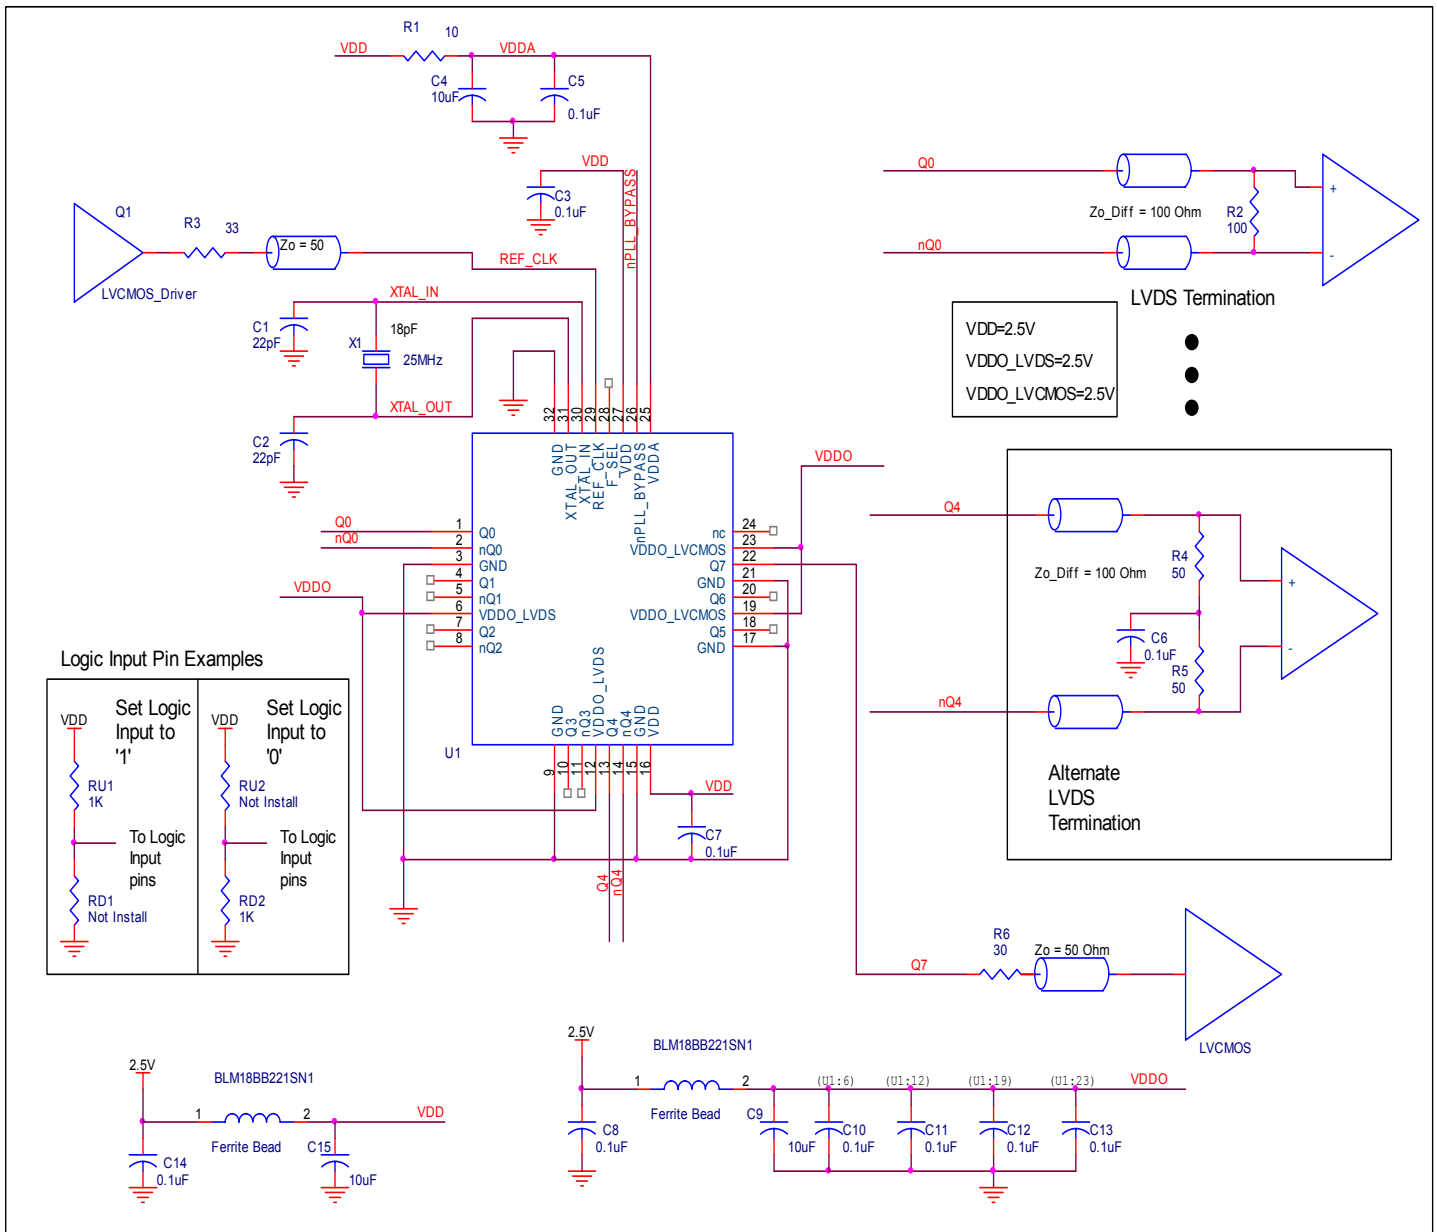 R1
10
VDD
VDDA
C4
10uF
C5
0.1uF
VDD
C3
0.1uF
nPLL_BYPASS
Q1
R3
33
Zo = 50
REF_CLK
LVCMOS_Driver
XTAL_IN
C1
22pF
18pF
X1
25MHz
XTAL_OUT
C2
22pF
Q0
Zo_Diff = 100 Ohm
R2
100
nQ0
+
-
LVDS Termination
VDD=2.5V
VDDO_LVDS=2.5V
VDDO_LVCMOS=2.5V
32
31
30
29
28
27
26
25
GND
XTAL_OUT
XTAL_IN
REF_CLK
F_SEL
VDD
nPLL_BYPASS
VDDA
VDDO
Q0
nQ0
VDDO
1
2
3
4
5
6
7
8
Q0
nQ0
GND
Q1
nQ1
VDDO_LVDS
Q2
nQ2
nc
VDDO_LVCMOS
Q7
GND
Q6
VDDO_LVCMOS
Q5
GND
24
23
22
21
20
19
18
17
GND
Q3
nQ3
VDDO_LVDS
Q4
nQ4
GND
VDD
9
10
11
12
13
14
15
16
U1
VDD
C7
0.1uF
Q4
nQ4
Q4
Zo_Diff = 100 Ohm
R4
50
C6
0.1uF
R5
50
nQ4
+
-
Alternate
LVDS
Termination
Logic Input Pin Examples
Set Logic
Input to
'1'
VDD
RU1
1K
To Logic
Input
pins
RD1
Not Install
Set Logic
Input to
'0'
VDD
RU2
Not Install
To Logic
Input
pins
RD2
1K
Q7
R6
30
Zo = 50 Ohm
LVCMOS
2.5V
BLM18BB221SN1
1
2
VDD
Ferrite Bead
C14
0.1uF
C15
10uF
2.5V
BLM18BB221SN1
1
2
(U1:6)
(U1:12)
(U1:19)
(U1:23)
VDDO
Ferrite Bead
C8
0.1uF
C9
10uF
C10
0.1uF
C11
0.1uF
C12
0.1uF
C13
0.1uF